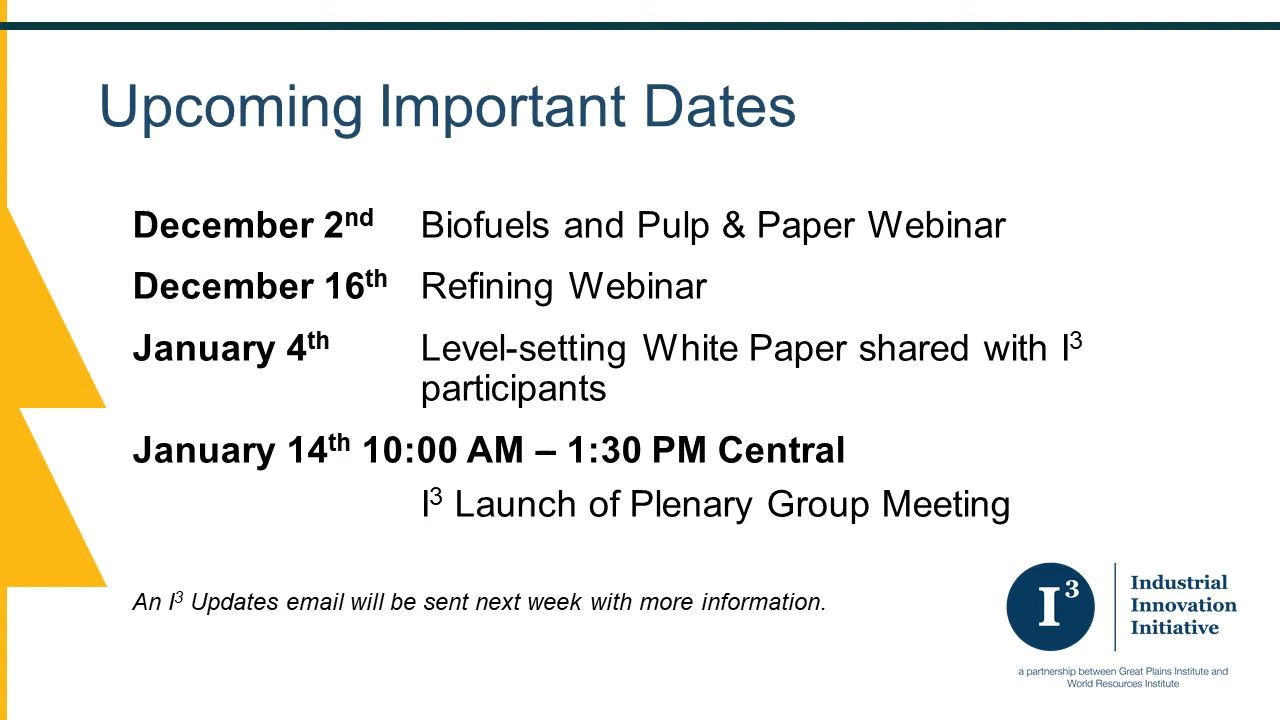 Upcoming Important Dates
December 2nd Biofuels and Pulp & Paper Webinar
December 16th Refining Webinar
January 4th Level-setting White Paper shared with I3
participants
January 14th 10:00 AM – 1:30 PM Central
I3 Launch of Plenary Group Meeting
An I3 Updates email will be sent next week with more information.
I3
Industrial
Innovation
Initiative
a partnership between Great Plains Institute and
World Resources Institute